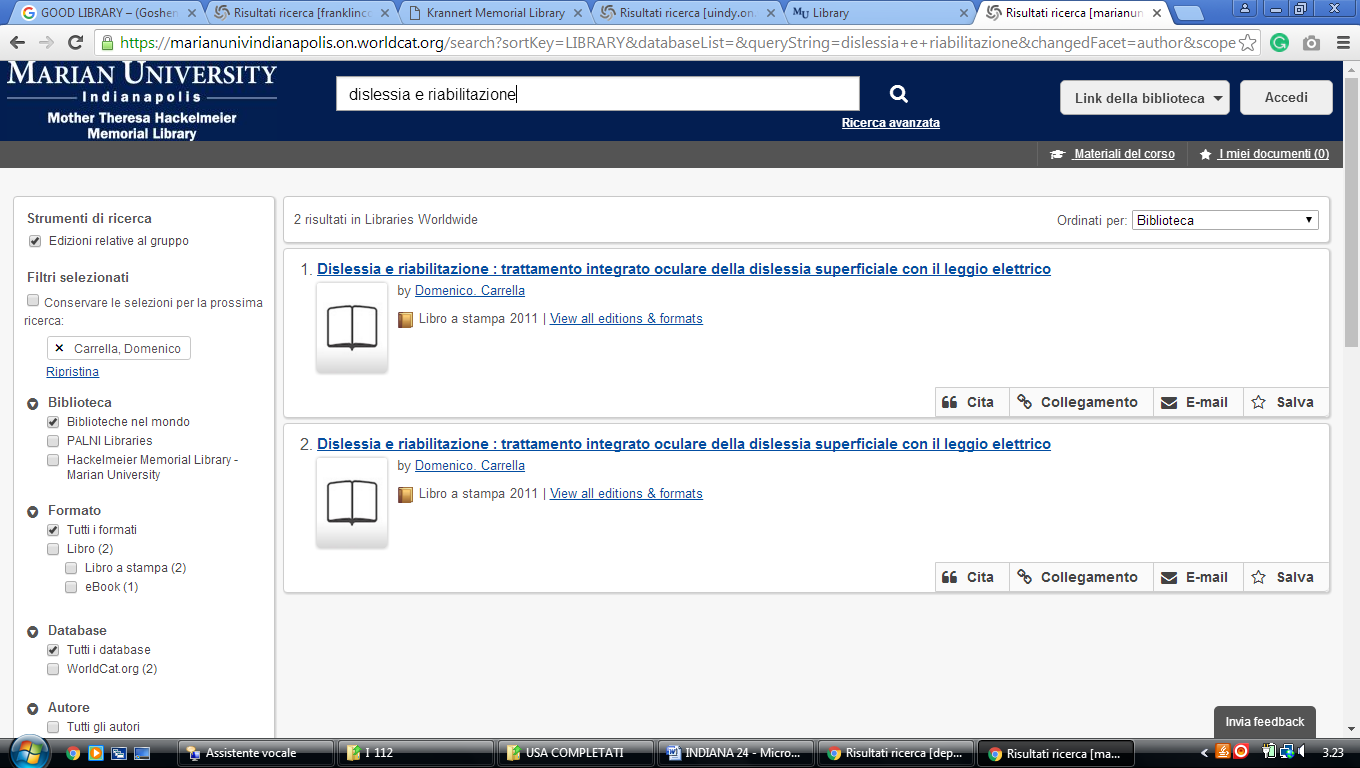 GOOD LIBRARY – (Goshen
Risultati ricerca [franklinco
Krannert Memorial Library
Risultati ricerca [uindy.on.
Library
Risultati ricerca [marianun
https://marianunivindianapolis.on.worldcat.org/search?sortKey=LIBRARY&databaseList=&queryString=dislessia+e+riabilitazione&changedFacet=author&scope
MARIAN UNIVERSITY
Indianapolis
Mother Theresa Hackelmeier
Memorial Library
dislessia e riabilitazione
Ricerca avanzata
Link della biblioteca
Accedi
Materiali del corso
I miei documenti (0)
Strumenti di ricerca
Edizioni relative al gruppo
Filtri selezionati
Conservare le selezioni per la prossima
ricerca:
× Carrella, Domenico
Ripristina
Biblioteca
Biblioteche nel mondo
PALNI Libraries
Hackelmeier Memorial Library -
Marian University
Formato
Tutti i formati
Libro (2)
Libro a stampa (2)
eBook (1)
Database
Tutti i database
WorldCat.org (2)
Autore
Tutti gli autori
2 risultati in Libraries Worldwide
Ordinati per: Biblioteca
1. Dislessia e riabilitazione : trattamento integrato oculare della dislessia superficiale con il leggio elettrico
by Domenico. Carrella
Libro a stampa 2011 | View all editions & formats
Cita Collegamento E-mail Salva
2. Dislessia e riabilitazione : trattamento integrato oculare della dislessia superficiale con il leggio elettrico
by Domenico. Carrella
Libro a stampa 2011 | View all editions & formats
Cita Collegamento E-mail Salva
Invia feedback
Assistente vocale
I 112
USA COMPLETATI
INDIANA 24 - Micro...
Risultati ricerca [dep...
Risultati ricerca [ma...
3.23